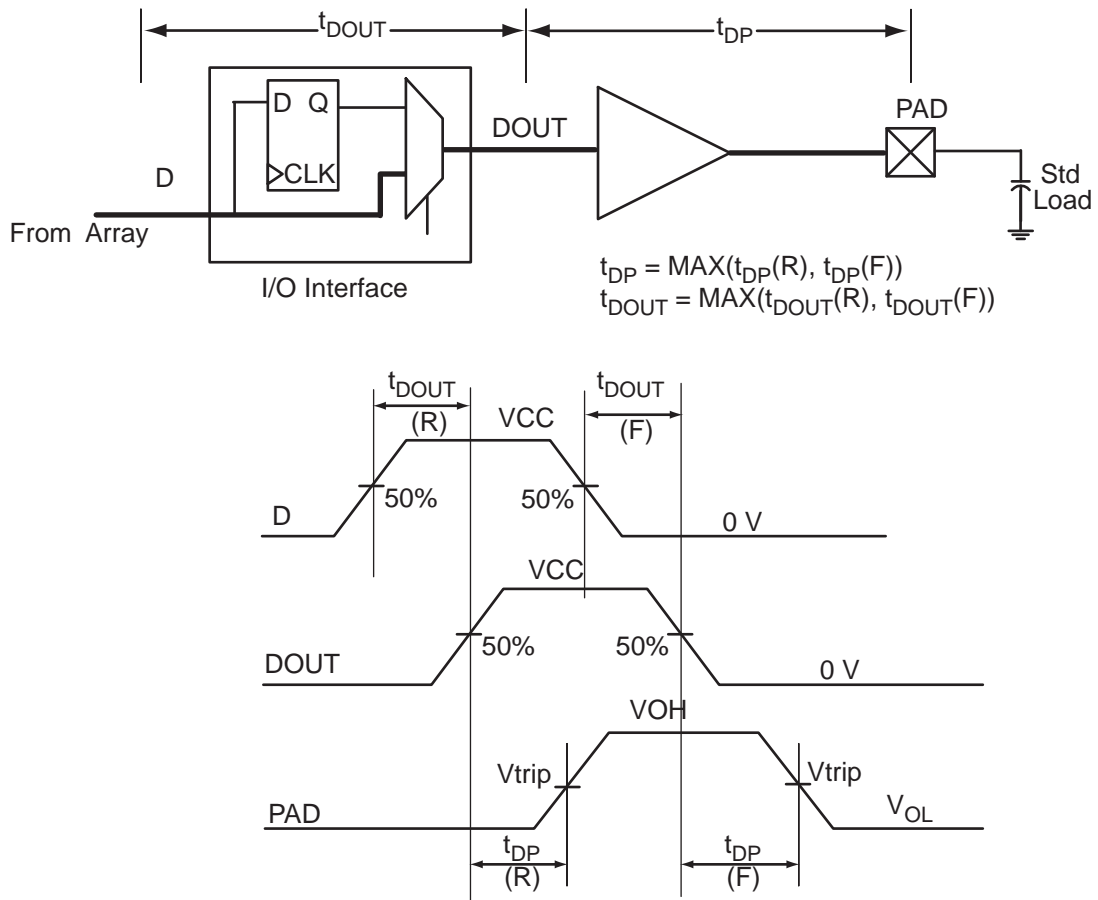 tDOUT
tDP
D Q
CLK
D
From Array
I/O Interface
DOUT
PAD
Std
Load
tDP = MAX(tDP(R), tDP(F))
tDOUT = MAX(tDOUT(R), tDOUT(F))
tDOUT
(R)
VCC
tDOUT
(F)
50%
50%
D
0 V
VCC
50%
50%
DOUT
0 V
VOH
Vtrip
Vtrip
PAD
VOL
tDP
(R)
tDP
(F)